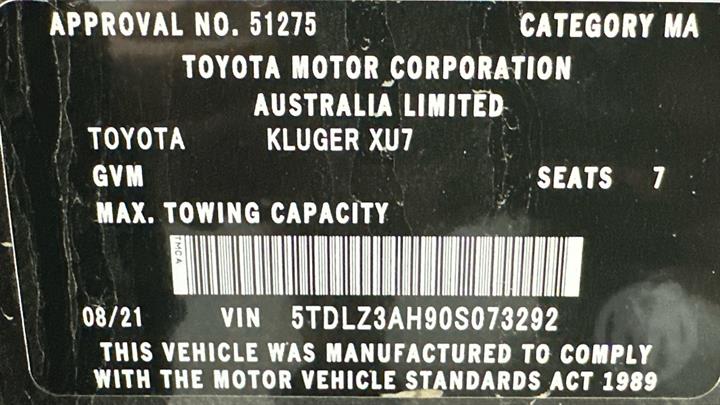 APPROVAL NO. 51275 CATEGORY MA
TOYOTA MOTOR CORPORATION
AUSTRALIA LIMITED
TOYOTA KLUGER XU7
GVM SEATS 7
MAX. TOWING CAPACITY
TMCA
08/21 VIN 5TDLZ3AH90S073292
THIS VEHICLE WAS MANUFACTURED TO COMPLY
WITH THE MOTOR VEHICLE STANDARDS ACT 1989